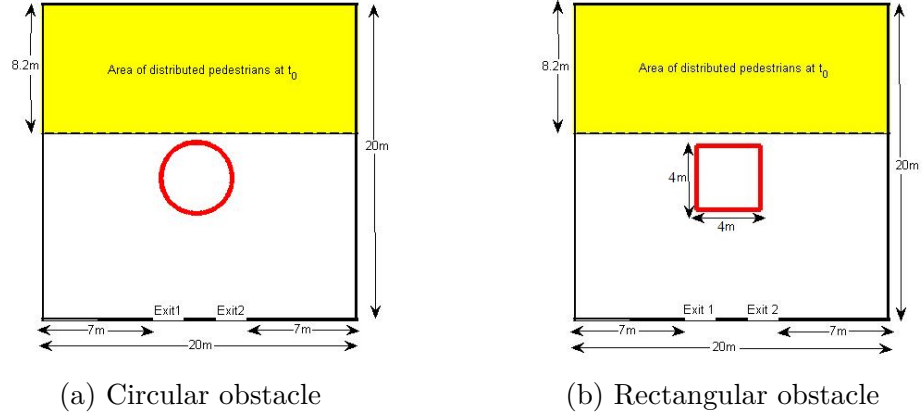 Area of distributed pedestrians at t0
8.2m
20m
Exit1 Exit2
7m 7m
20m
(a) Circular obstacle
Area of distributed pedestrians at t0
8.2m
20m
4m
4m
Exit 1 Exit 2
7m 7m
20m
(b) Rectangular obstacle